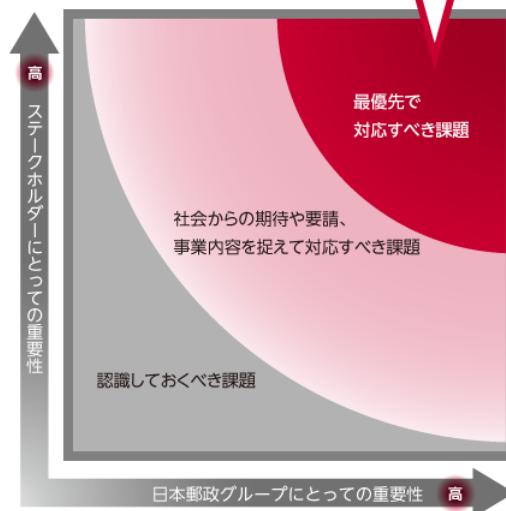 高
ステークホルダーにとっての重要性
最優先で
対応すべき課題
社会からの期待や要請、
事業内容を捉えて対応すべき課題
認識しておくべき課題
日本郵政グループにとっての重要性 高